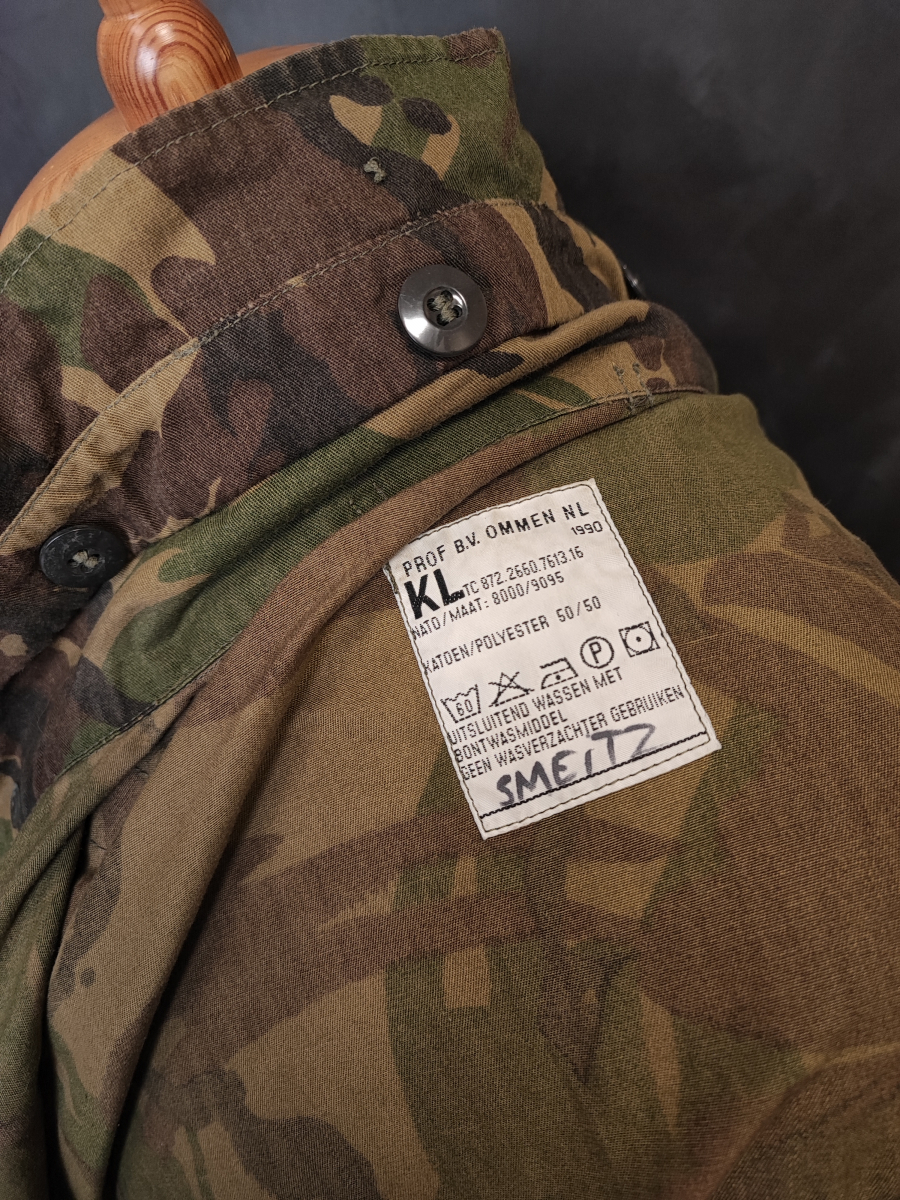 PROF B.V. OMMEN NL
1990
KL TC 872.2660.7613.16
NATO/MAAT: 8000/9095
KATOEN/POLYESTER 50/50
60 P
UITSLUITEND WASSEN MET
BONTWASMIDDEL
GEEN WASVERZACHTER GEBRUIKEN
SMEITZ